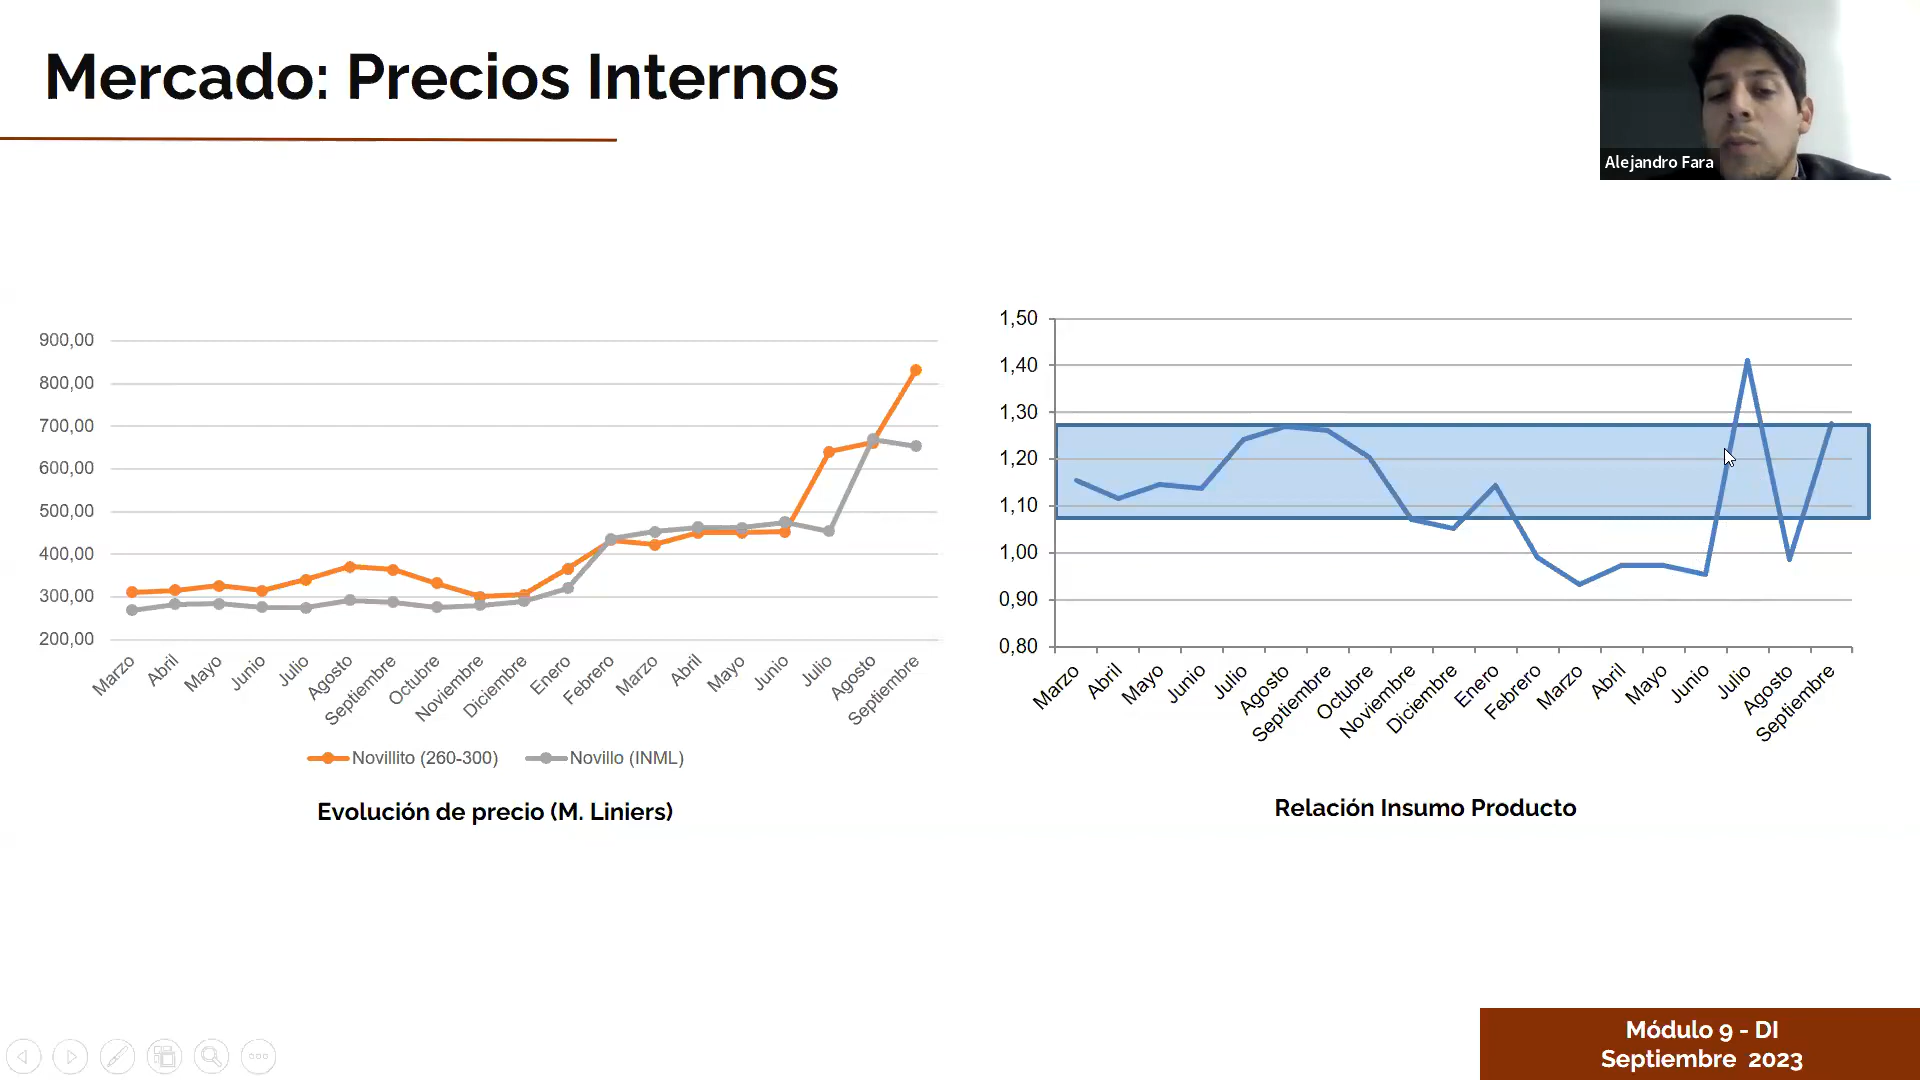 Mercado: Precios Internos
Alejandro Fara
900,00
800,00
700,00
600,00
500,00
400,00
300,00
200,00
Marzo
Abril
Mayo
Junio
Julio
Agosto
Septiembre
Octubre
Noviembre
Diciembre
Enero
Febrero
Marzo
Abril
Mayo
Junio
Julio
Agosto
Septiembre
Novillito (260-300)
Novillo (INML)
Evolución de precio (M. Liniers)
1,50
1,40
1,30
1,20
1,10
1,00
0,90
0,80
Marzo
Abril
Mayo
Junio
Julio
Agosto
Septiembre
Octubre
Noviembre
Diciembre
Enero
Febrero
Marzo
Abril
Mayo
Junio
Julio
Agosto
Septiembre
Relación Insumo Producto
Módulo 9 - DI
Septiembre 2023